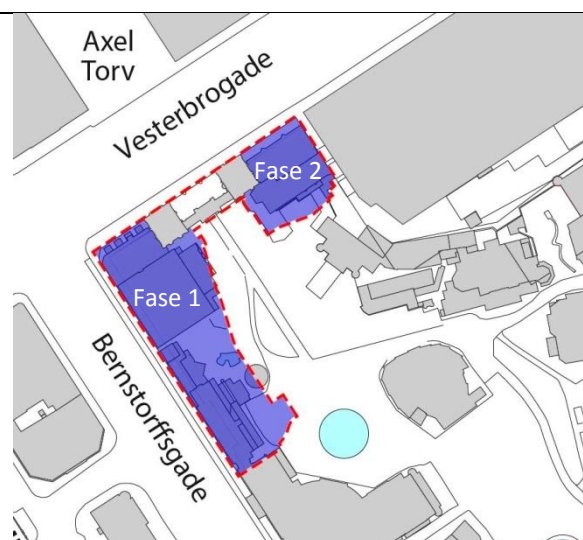 Axel
Torv
Vesterbrogade
Fase 2
Fase 1
Bernstorffsgade